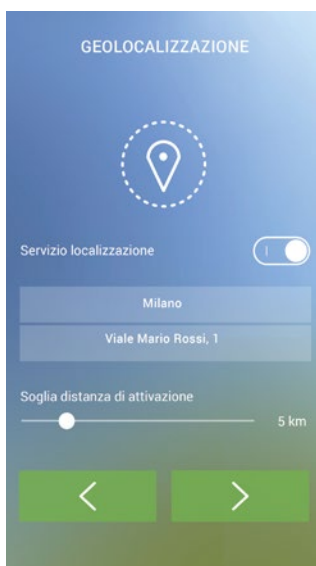 GEOLOCALIZZAZIONE
Servizio localizzazione
Milano
Viale Mario Rossi, 1
Soglia distanza di attivazione
5 km